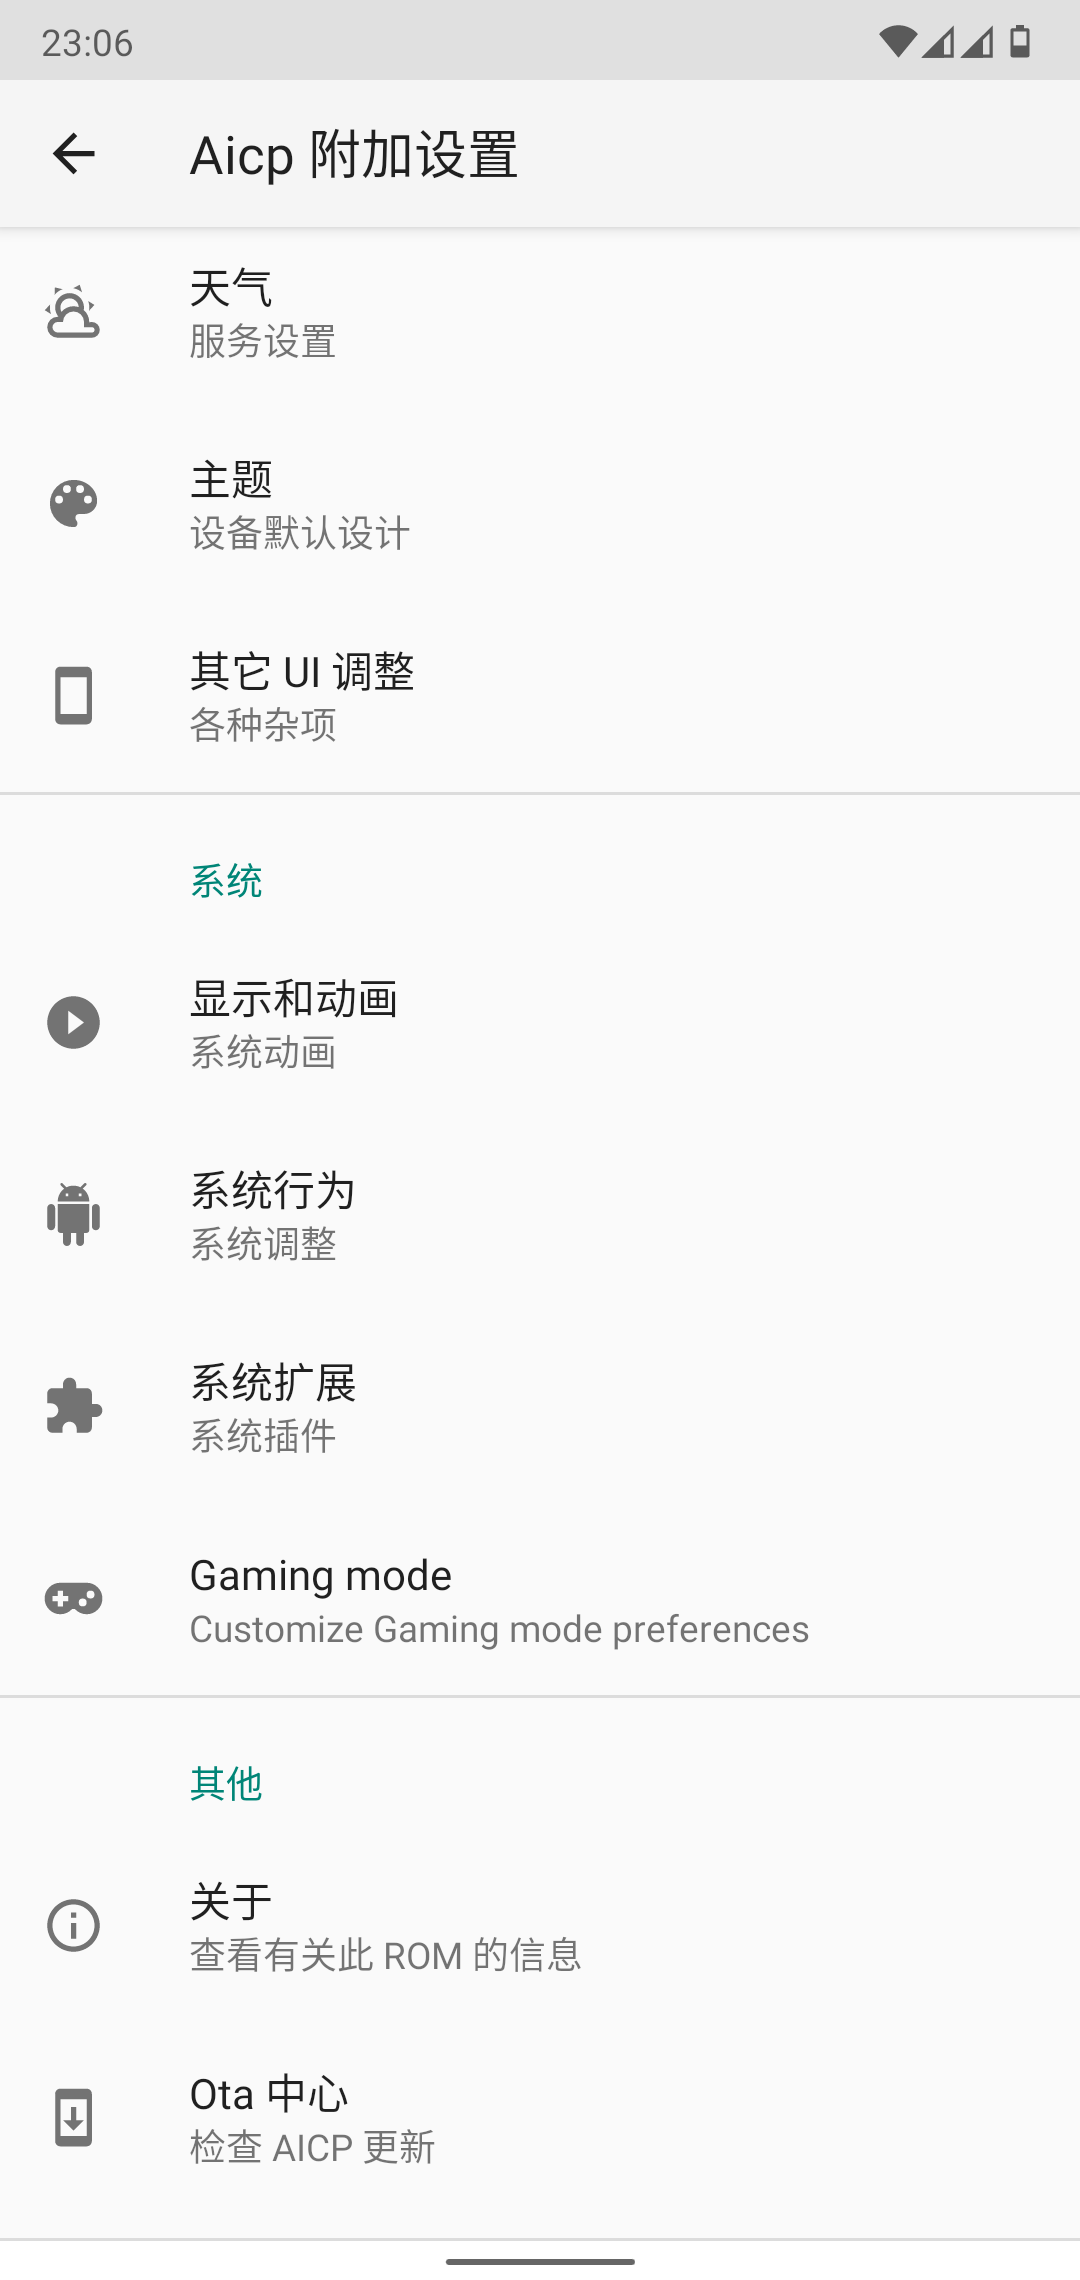 23:06
Aicp 附加设置
天气
服务设置
主题
设备默认设计
其它 UI 调整
各种杂项
系统
显示和动画
系统动画
系统行为
系统调整
系统扩展
系统插件
Gaming mode
Customize Gaming mode preferences
其他
关于
查看有关此 ROM 的信息
Ota 中心
检查 AICP 更新